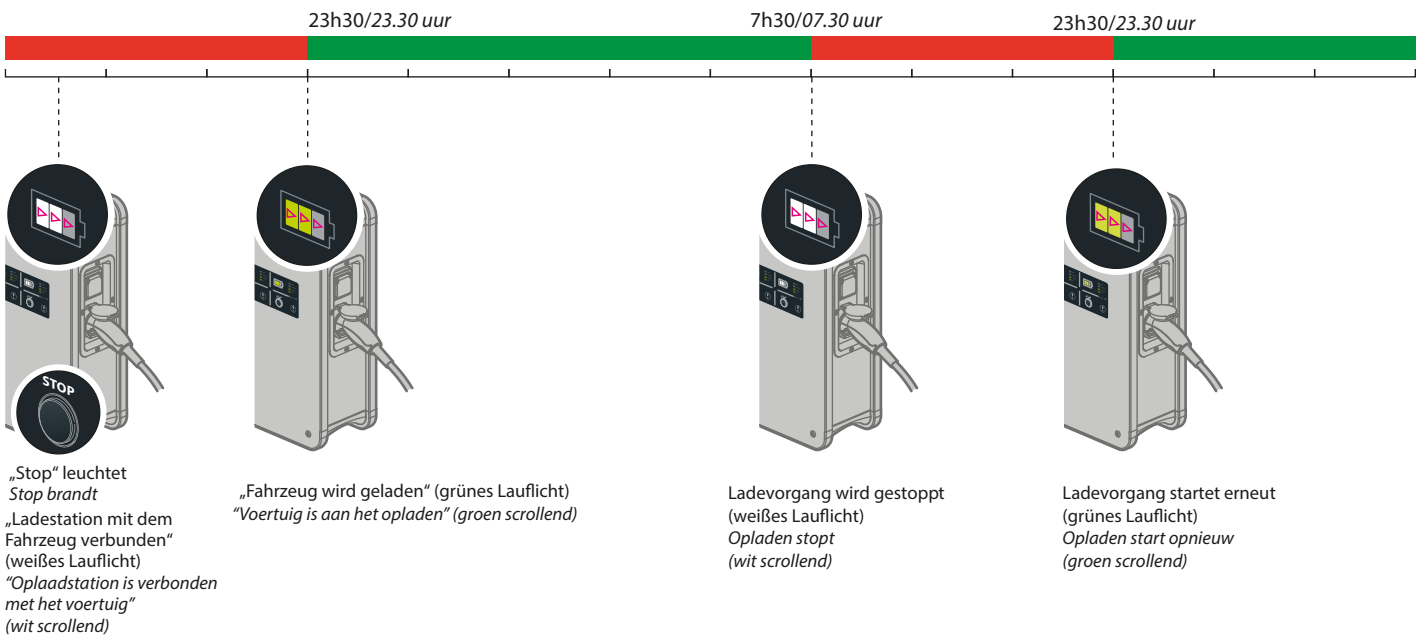 23h30/23.30 uur
7h30/07.30 uur
23h30/23.30 uur
STOP
„Stop“ leuchtet
Stop brandt
„Ladestation mit dem
Fahrzeug verbunden“
(weißes Lauflicht)
“Oplaadstation is verbonden
met het voertuig”
(wit scrollend)
„Fahrzeug wird geladen“ (grünes Lauflicht)
“Voertuig is aan het opladen” (groen scrollend)
Ladevorgang wird gestoppt
(weißes Lauflicht)
Opladen stopt
(wit scrollend)
Ladevorgang startet erneut
(grünes Lauflicht)
Opladen start opnieuw
(groen scrollend)